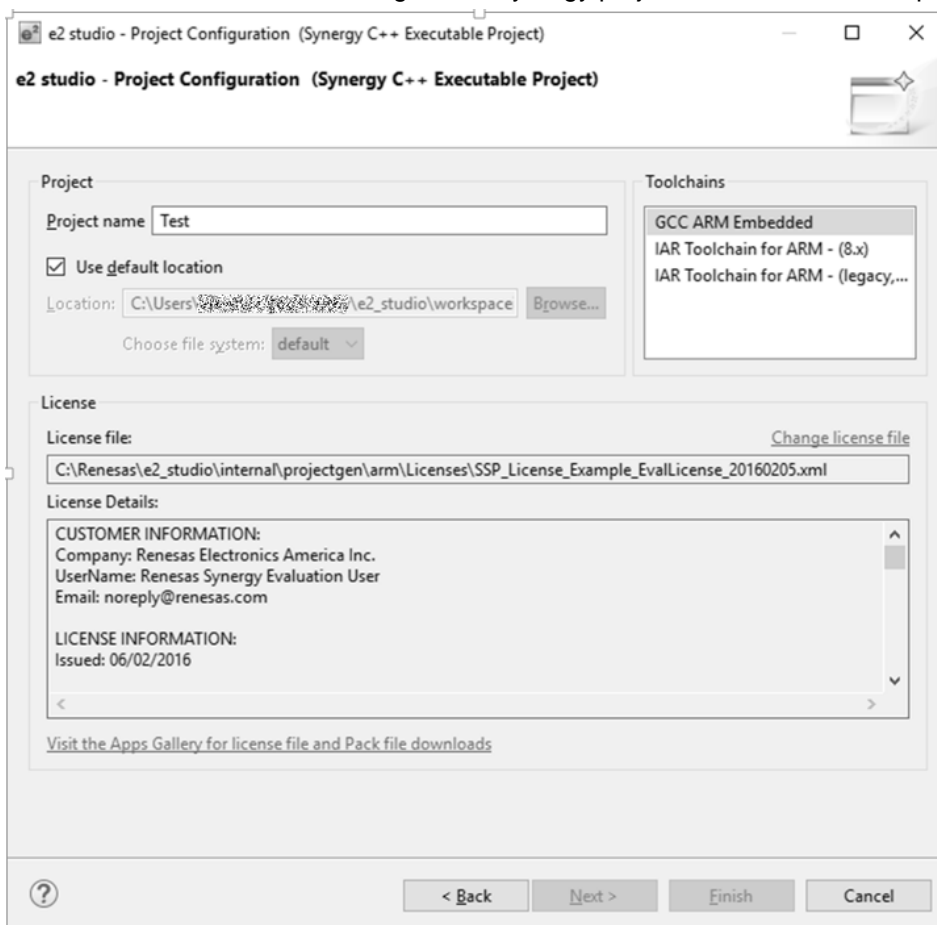 e2 studio - Project Configuration (Synergy C++ Executable Project)
e2 studio - Project Configuration (Synergy C++ Executable Project)
Project
Project name Test
Use default location
Location: C:\Users\ \e2_studio\workspace Browse...
Choose file system: default
Toolchains
GCC ARM Embedded
IAR Toolchain for ARM - (8.x)
IAR Toolchain for ARM - (legacy,...
License
License file: Change license file
C:\Renesas\e2_studio\internal\projectgen\arm\Licenses\SSP_License_Example_EvalLicense_20160205.xml
License Details:
CUSTOMER INFORMATION:
Company: Renesas Electronics America Inc.
UserName: Renesas Synergy Evaluation User
Email: noreply@renesas.com
LICENSE INFORMATION:
Issued: 06/02/2016
Visit the Apps Gallery for license file and Pack file downloads
? < Back Next > Finish Cancel